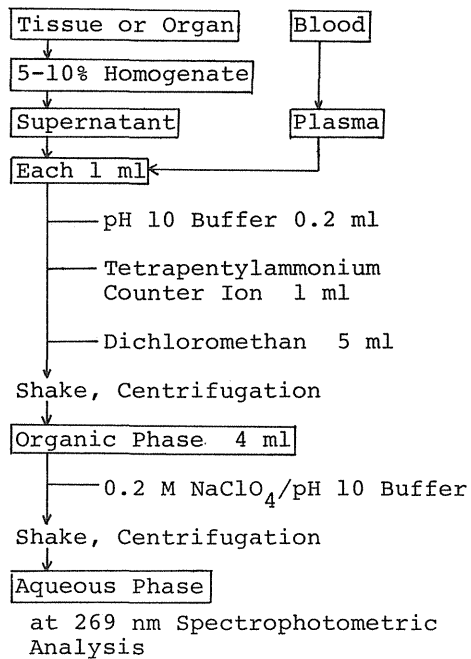 Tissue or Organ
Blood
5-10% Homogenate
Supernatant
Plasma
Each 1 ml
pH 10 Buffer 0.2 ml
Tetrapentylammonium
Counter Ion 1 ml
Dichloromethan 5 ml
Shake, Centrifugation
Organic Phase 4 ml
0.2 M NaClO4/pH 10 Buffer
Shake, Centrifugation
Aqueous Phase
at 269 nm Spectrophotometric
Analysis